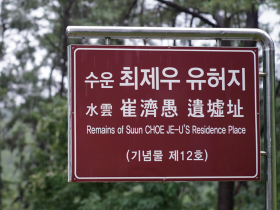 수운 최제우 유허지
水雲 崔濟愚 遺墟址
Remains of Suun CHOE JE-U'S Residence Place
(기념물 제12호)